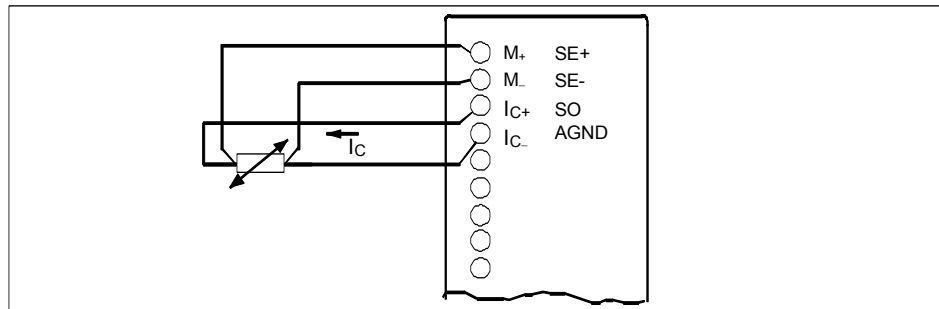 M+ SE+
M– SE-
IC+ SO
IC– AGND
IC